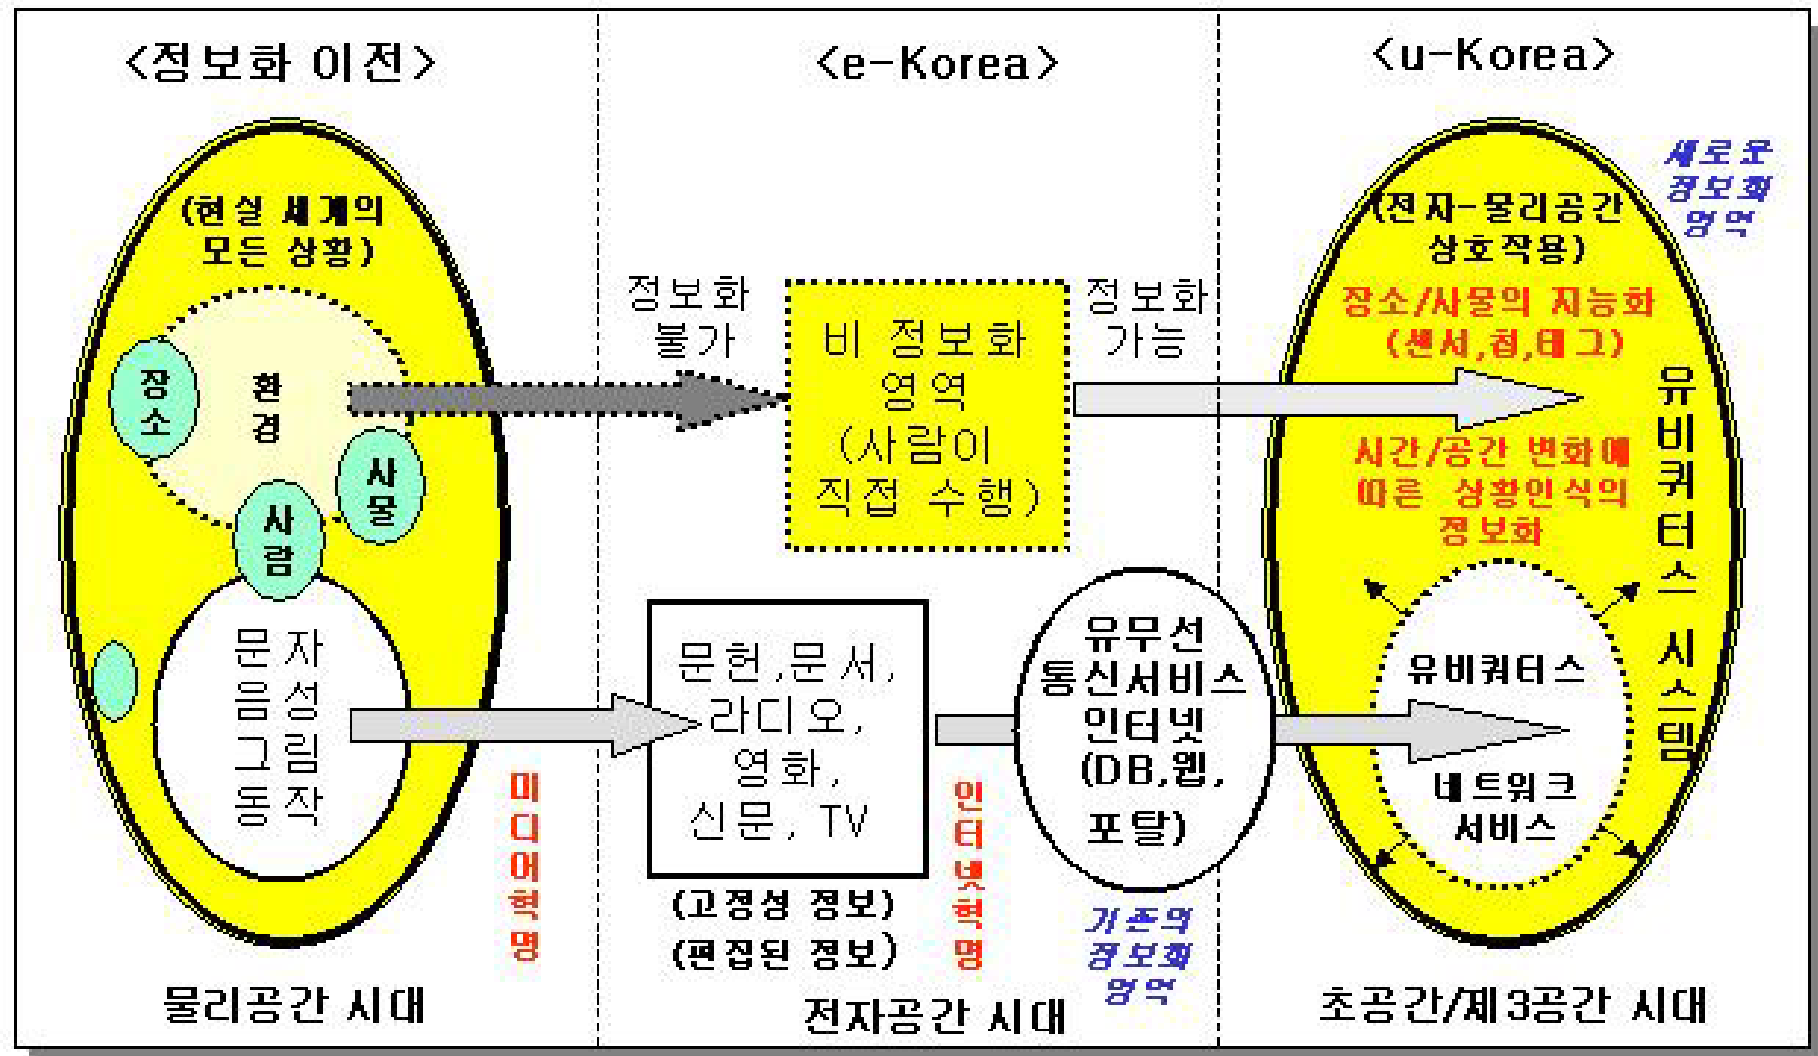 <정보화 이전>
(현실 세계의
모든 상황)
장소
환경
사물
사람
문자
음성
그림
동작
미디어혁명
물리공간 시대
<e-Korea>
정보화
불가
비 정보화
영역
(사람이
직접 수행)
정보화
가능
문헌,문서,
라디오,
영화,
신문, TV
(고정성 정보)
(편집된 정보)
인터넷혁명
유무선
통신서비스
인터넷
(DB,웹,
포탈)
기존의
정보화
영역
전자공간 시대
<u-Korea>
새로운
정보화
영역
(전자-물리공간
상호작용)
장소/사물의 지능화
(센서,칩,태그)
시간/공간 변화에
따른 상황인식의
정보화
유비쿼터스 시스템
유비쿼터스
네트워크
서비스
초공간/제3공간 시대